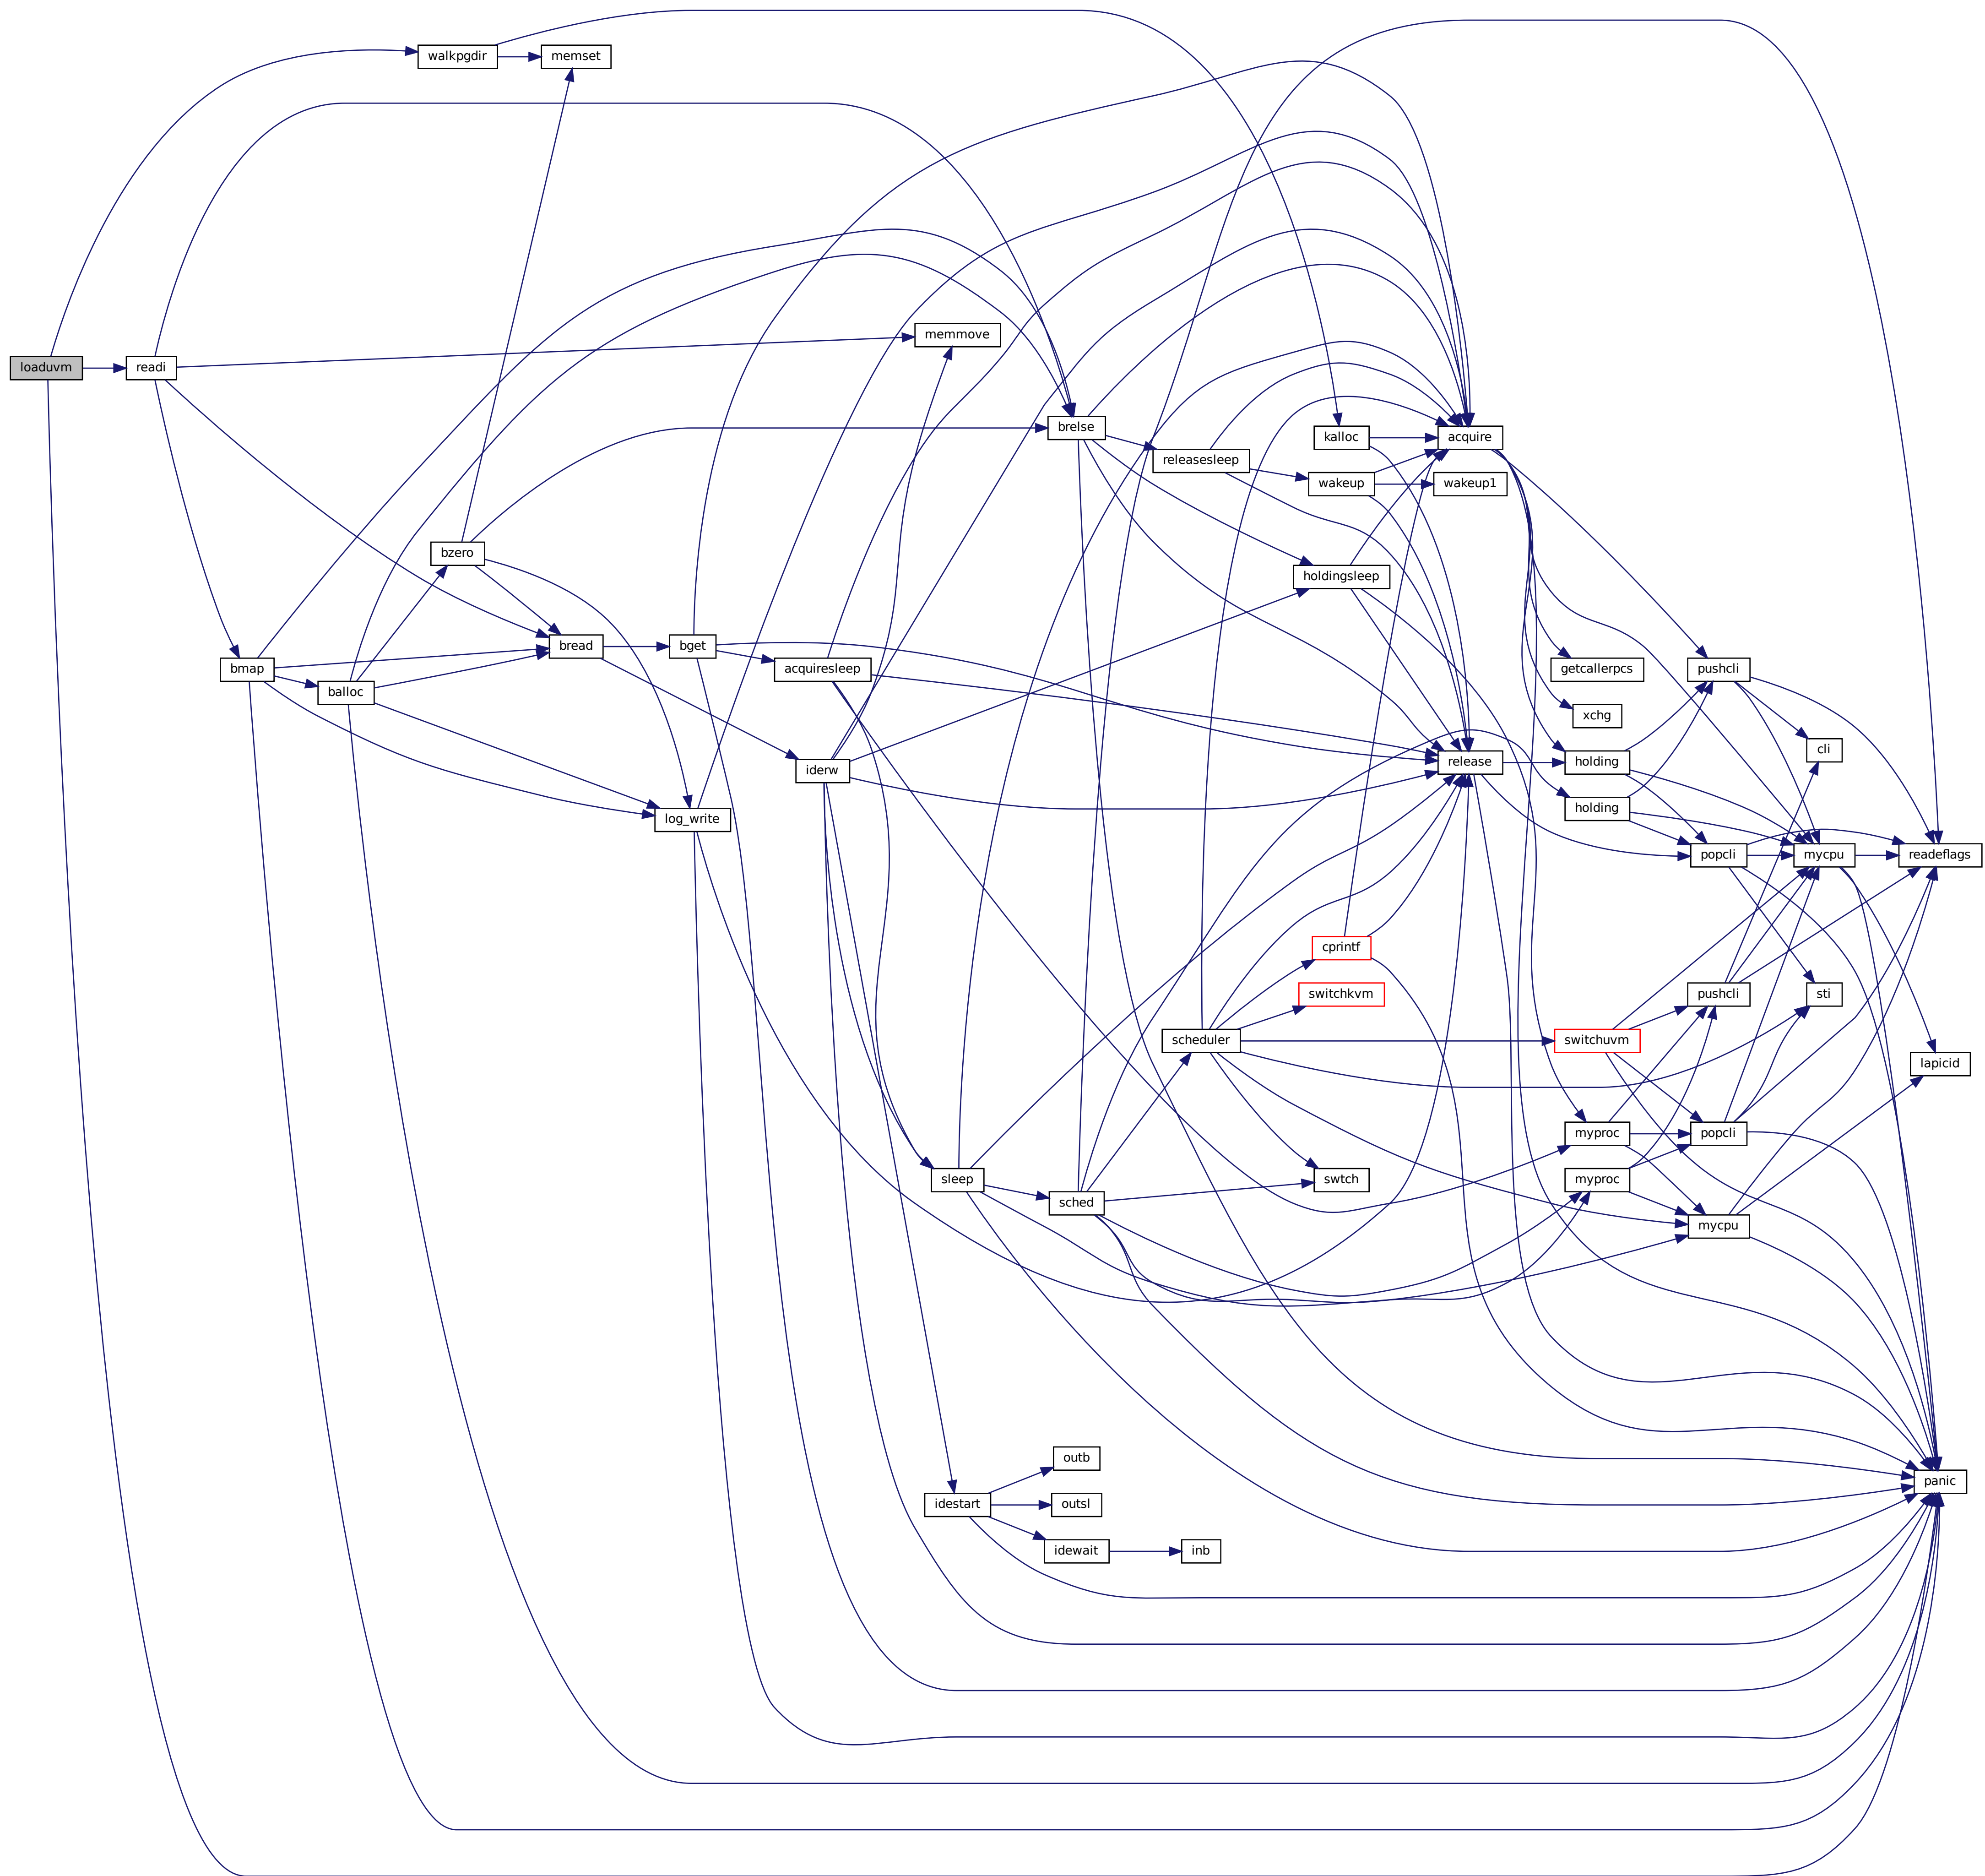 walkpgdir
memset
memmove
loaduvm
readi
brelse
kalloc
acquire
releasesleep
wakeup
wakeup1
bzero
holdingsleep
bread
bget
acquiresleep
bmap
balloc
getcallerpcs
pushcli
xchg
cli
iderw
release
holding
log_write
holding
popcli
mycpu
readeflags
cprintf
switchkvm
pushcli
sti
scheduler
switchuvm
lapicid
myproc
popcli
sleep
swtch
myproc
sched
mycpu
outb
panic
idestart
outsl
idewait
inb